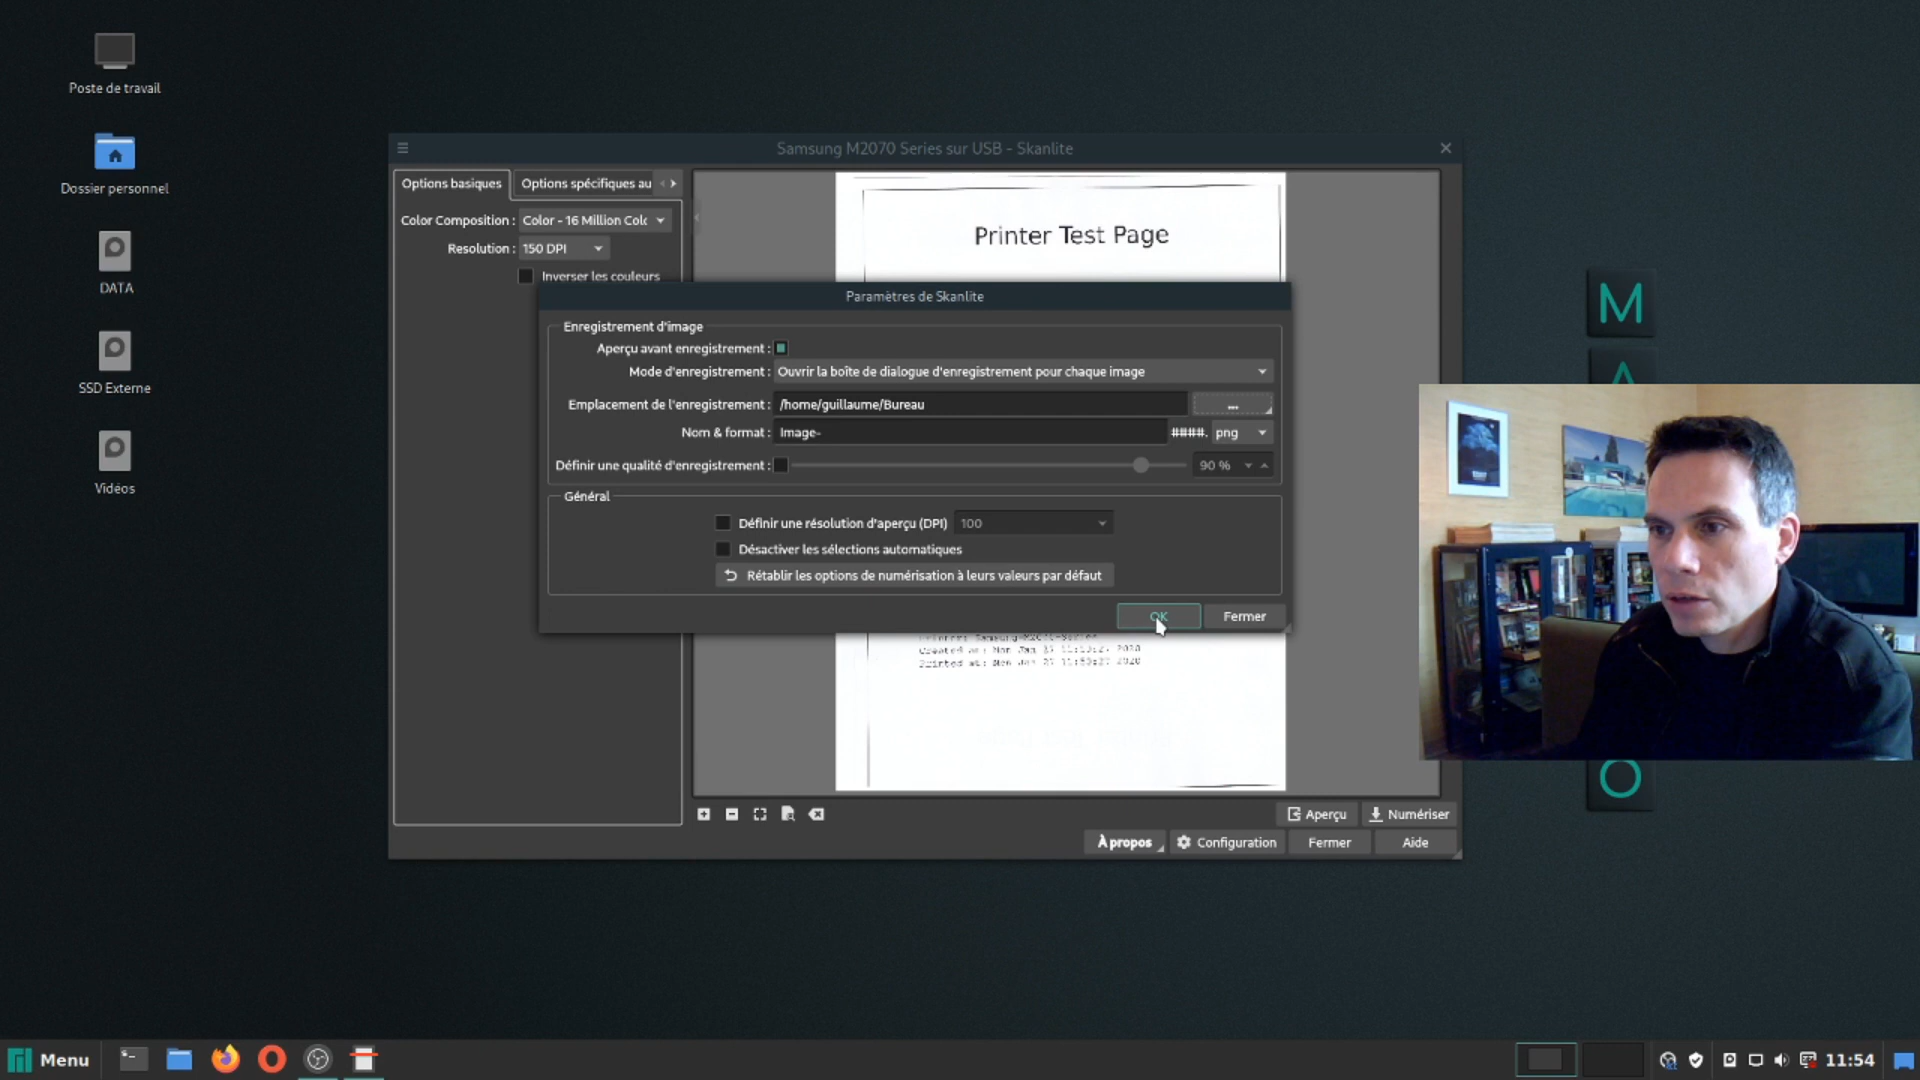 Poste de travail
Dossier personnel
DATA
SSD Externe
Vidéos
Samsung M2070 Series sur USB - Skanlite
Options basiques
Options spécifiques au
Color Composition :
Color - 16 Million Colc
Resolution :
150 DPI
Inverser les couleurs
Printer Test Page
Paramètres de Skanlite
Enregistrement d'image
Aperçu avant enregistrement :
Mode d'enregistrement :
Ouvrir la boîte de dialogue d'enregistrement pour chaque image
Emplacement de l'enregistrement :
/home/guillaume/Bureau
...
Nom & format :
Image-
####.
png
Définir une qualité d'enregistrement :
90 %
Général
Définir une résolution d'aperçu (DPI)
100
Désactiver les sélections automatiques
Rétablir les options de numérisation à leurs valeurs par défaut
OK
Fermer
Aperçu
Numériser
À propos
Configuration
Fermer
Aide
M
A
O
Menu
11:54